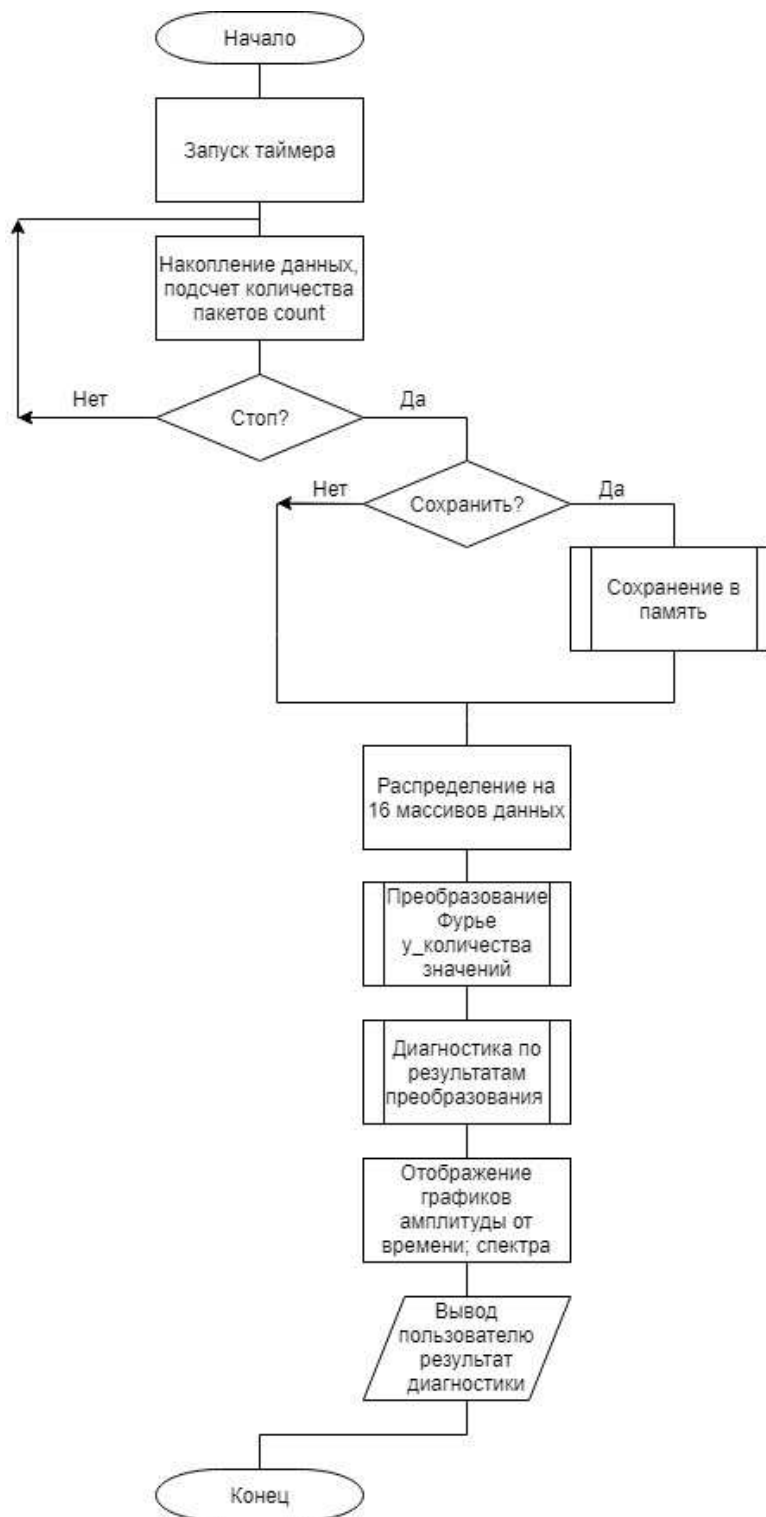 Начало
Запуск таймера
Накопление данных,
подсчет количества
пакетов count
Нет
Стоп?
Да
Нет
Сохранить?
Да
Сохранение в
память
Распределение на
16 массивов данных
Преобразование
Фурье
y_количества
значений
Диагностика по
результатам
преобразования
Отображение
графиков
амплитуды от
времени; спектра
Вывод
пользователю
результат
диагностики
Конец